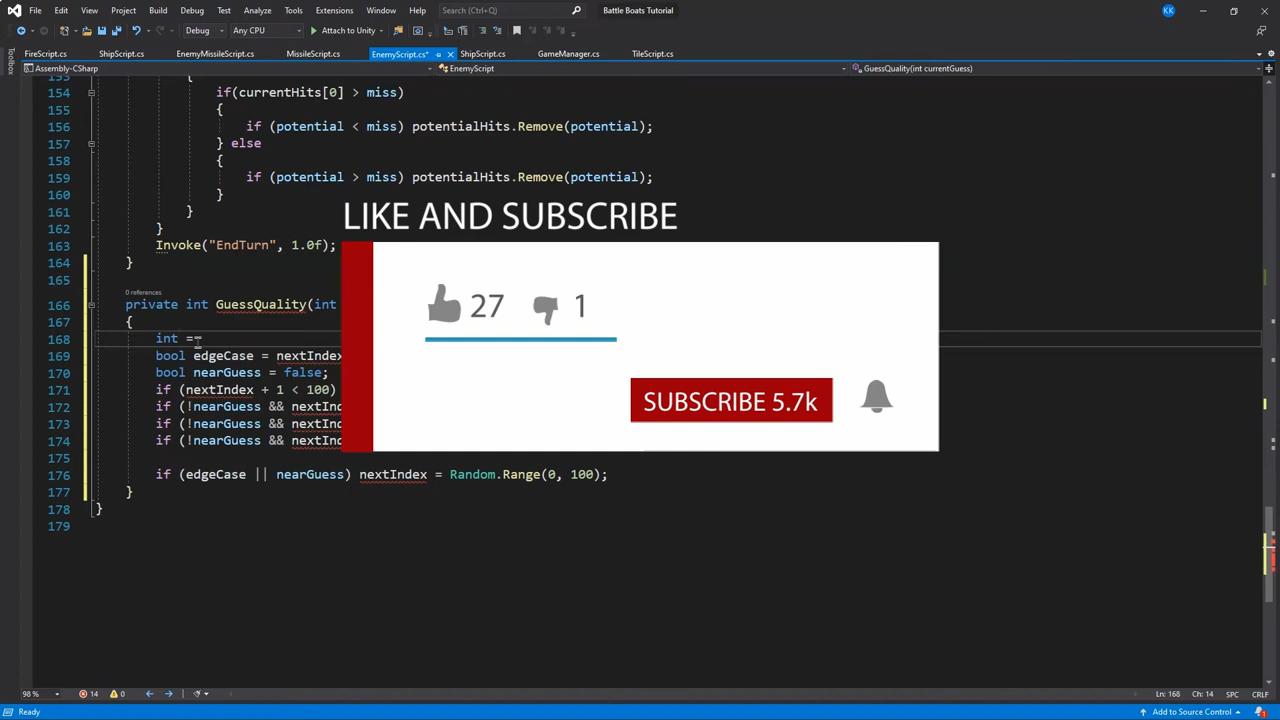 File Edit View Project Build Debug Test Analyze Tools Extensions Window Help Search (Ctrl+Q) Battle Boats Tutorial KK
Debug Any CPU Attach to Unity
FireScript.cs ShipScript.cs EnemyMissileScript.cs MissileScript.cs EnemyScript.cs* ShipScript.cs GameManager.cs TileScript.cs
Toolbox
Assembly-CSharp EnemyScript GuessQuality(int currentGuess)
153 {
154 if(currentHits[0] > miss)
155 {
156 if (potential < miss) potentialHits.Remove(potential);
157 } else
158 {
159 if (potential > miss) potentialHits.Remove(potential);
160 }
161 }
162 }
163 Invoke("EndTurn", 1.0f);
164 }
165
0 references
166 private int GuessQuality(int
167 {
168 int ==
169 bool edgeCase = nextIndex
170 bool nearGuess = false;
171 if (nextIndex + 1 < 100)
172 if (!nearGuess && nextInd
173 if (!nearGuess && nextInd
174 if (!nearGuess && nextInd
175
176 if (edgeCase || nearGuess) nextIndex = Random.Range(0, 100);
177 }
178 }
179
LIKE AND SUBSCRIBE
27 1
SUBSCRIBE 5.7k
98 % 14 0 Ln: 168 Ch: 14 SPC CRLF
Ready Add to Source Control 1